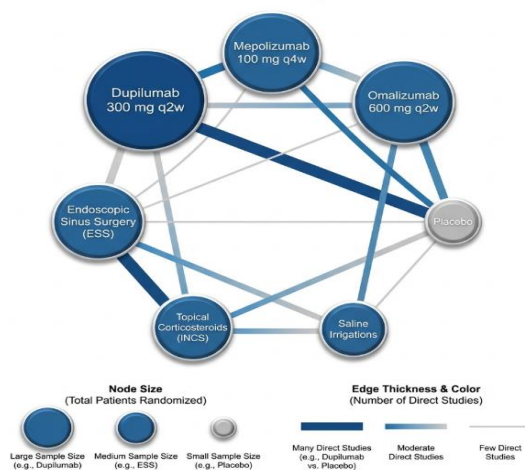 Mepolizumab
100 mg q4w
Dupilumab
300 mg q2w
Omalizumab
600 mg q2w
Endoscopic
Sinus Surgery
(ESS)
Placebo
Topical
Corticosteroids
(INCS)
Saline
Irrigations
Node Size
(Total Patients Randomized)
Large Sample Size
(e.g., Dupilumab)
Medium Sample Size
(e.g., ESS)
Small Sample Size
(e.g., Placebo)
Edge Thickness & Color
(Number of Direct Studies)
Many Direct Studies
(e.g., Dupilumab
vs. Placebo)
Moderate
Direct Studies
Few Direct
Studies